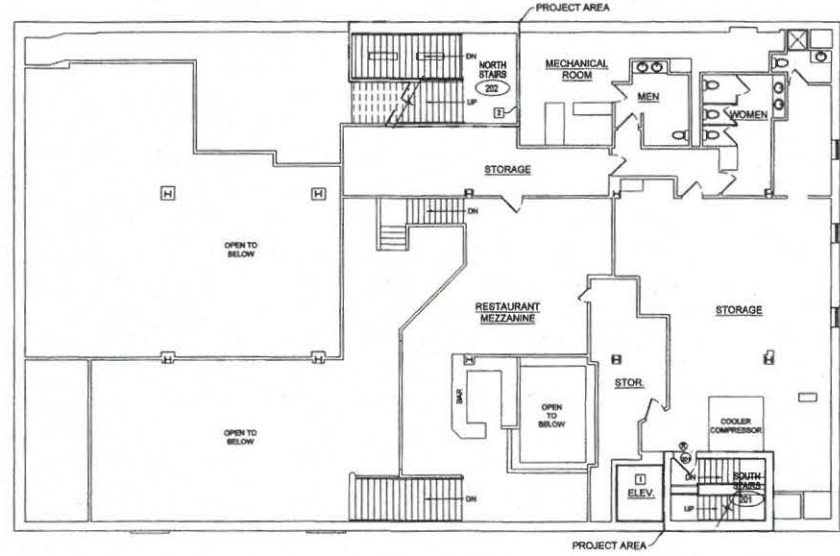 PROJECT AREA
DN
NORTH
STAIRS
202
UP
2
MECHANICAL
ROOM
MEN
WOMEN
STORAGE
DN
OPEN TO
BELOW
RESTAURANT
MEZZANINE
STORAGE
STOR.
BAR
OPEN
TO
BELOW
OPEN TO
BELOW
COOLER
COMPRESSOR
DN
1
ELEV.
DN
SOUTH
STAIRS
201
UP
PROJECT AREA